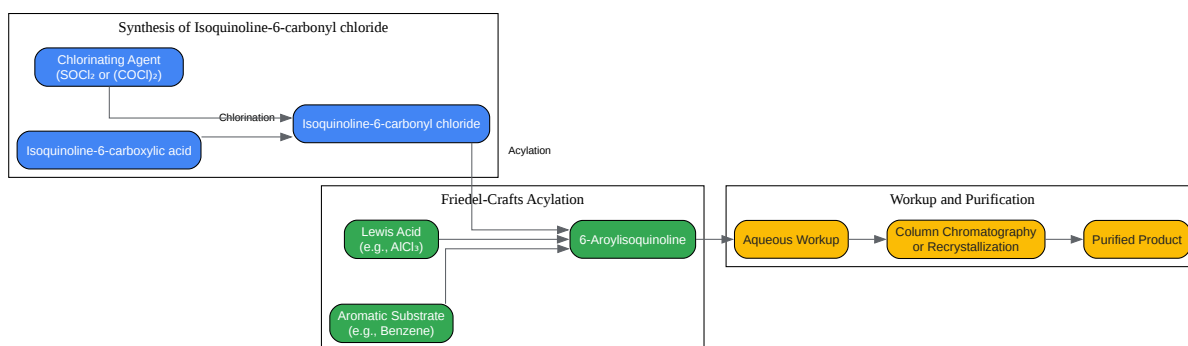 Synthesis of Isoquinoline-6-carbonyl chloride
Chlorinating Agent
(SOCl₂ or (COCl)₂)
Chlorination
Isoquinoline-6-carbonyl chloride
Isoquinoline-6-carboxylic acid
Acylation
Friedel-Crafts Acylation
Lewis Acid
(e.g., AlCl₃)
6-Aroylisoquinoline
Aromatic Substrate
(e.g., Benzene)
Workup and Purification
Aqueous Workup
Column Chromatography
or Recrystallization
Purified Product